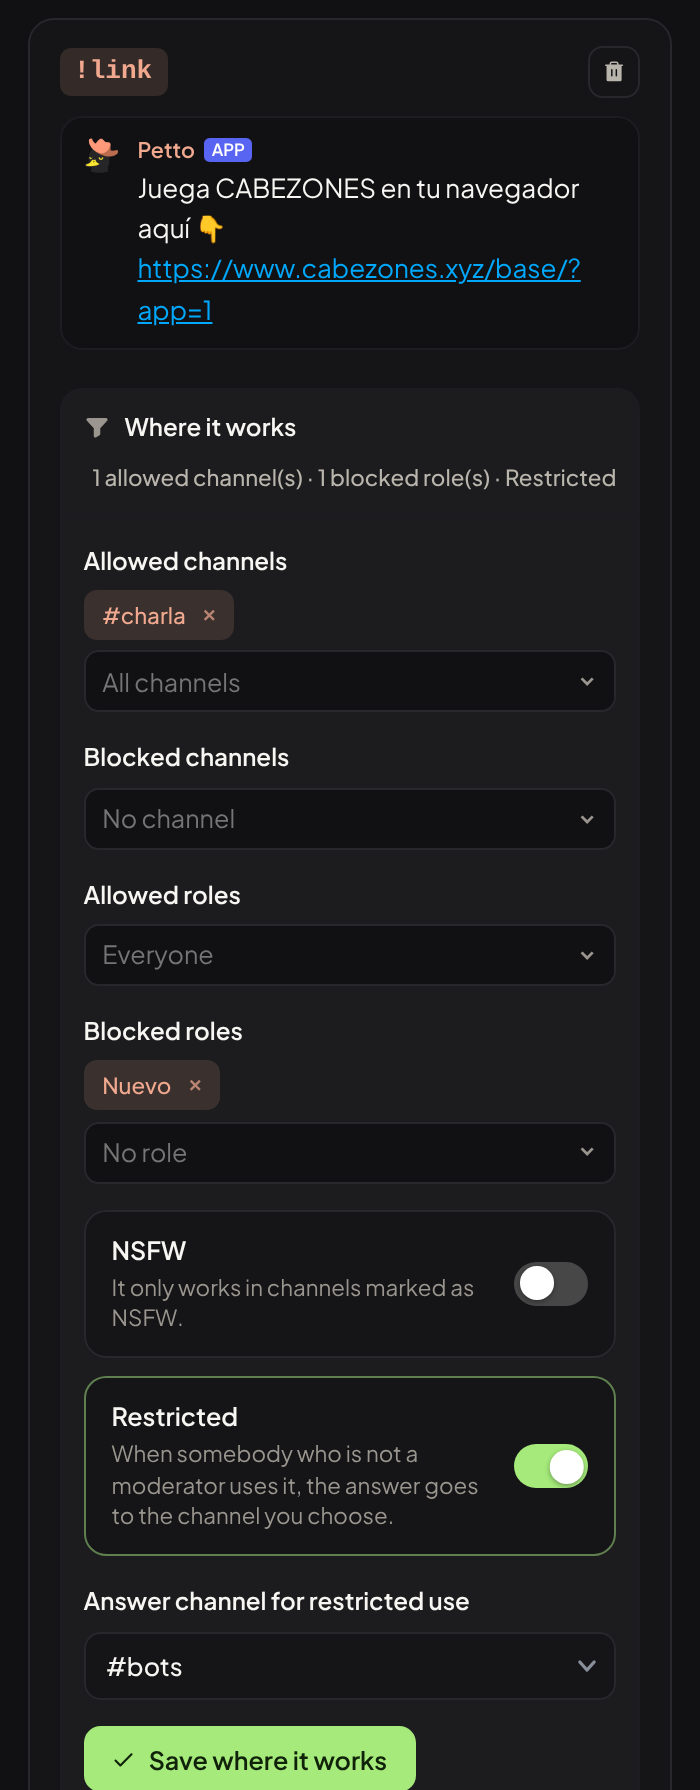 !link
Petto APP
Juega CABEZONES en tu navegador
aquí 👇
https://www.cabezones.xyz/base/?
app=1
Where it works
1 allowed channel(s) · 1 blocked role(s) · Restricted
Allowed channels
#charla ×
All channels
Blocked channels
No channel
Allowed roles
Everyone
Blocked roles
Nuevo ×
No role
NSFW
It only works in channels marked as
NSFW.
Restricted
When somebody who is not a
moderator uses it, the answer goes
to the channel you choose.
Answer channel for restricted use
#bots
Save where it works